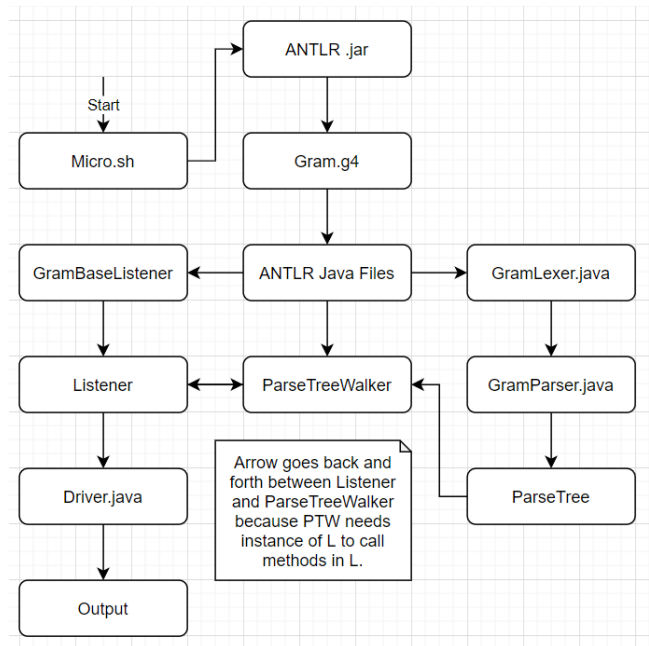 ANTLR .jar
Start
Micro.sh
Gram.g4
GramBaseListener
ANTLR Java Files
GramLexer.java
Listener
ParseTreeWalker
GramParser.java
Arrow goes back and
forth between Listener
and ParseTreeWalker
because PTW needs
instance of L to call
methods in L.
Driver.java
ParseTree
Output